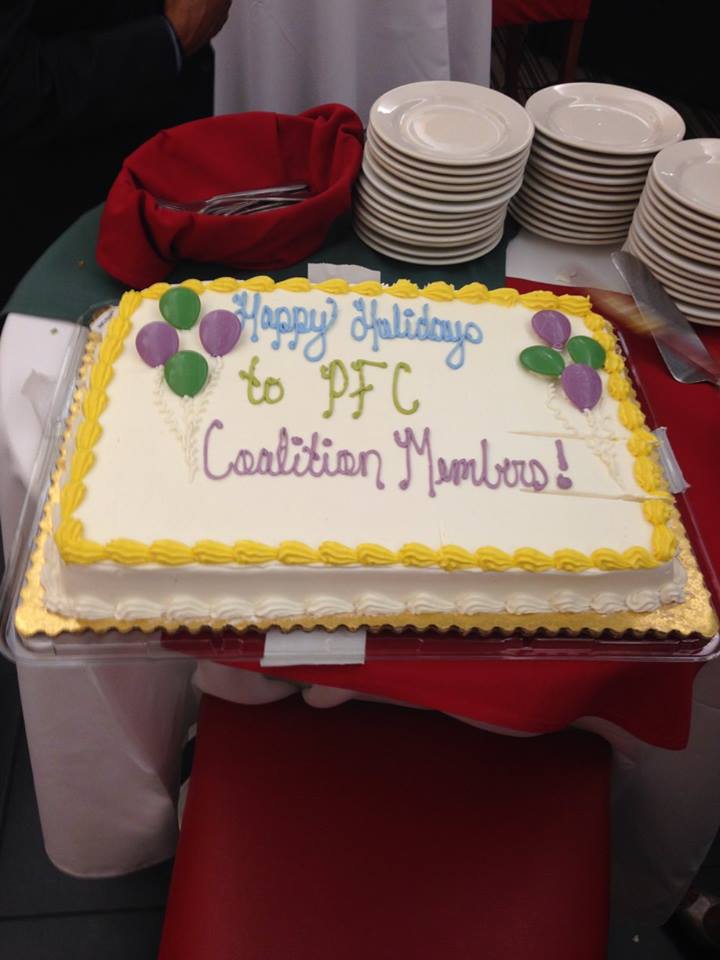 Happy Holidays
to PFC
Coalition Members!